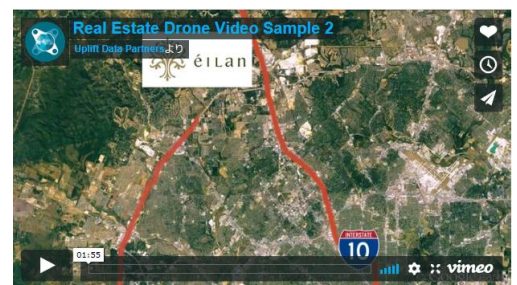 Real Estate Drone Video Sample 2
Uplift Data Partnersより
éilan
INTERSTATE
10
01:55
vimeo